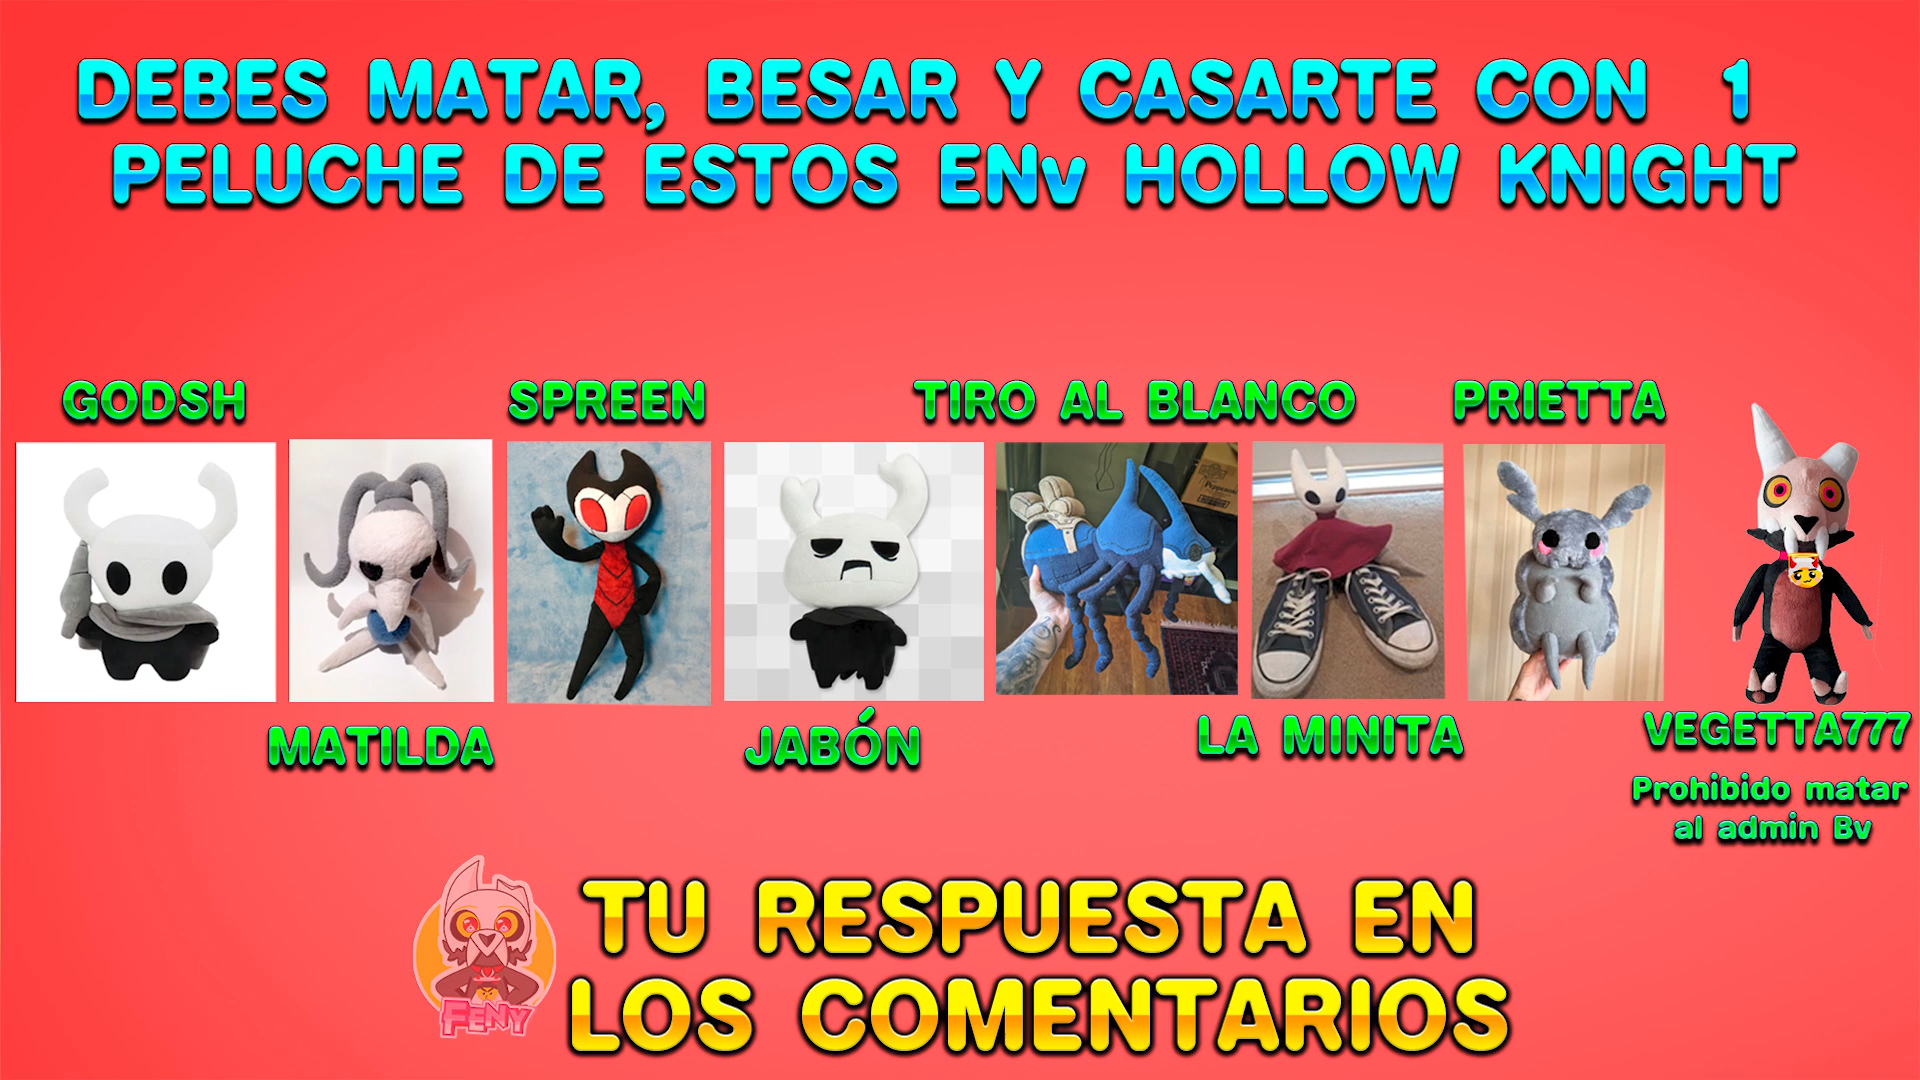 DEBES MATAR, BESAR Y CASARTE CON 1
PELUCHE DE ESTOS ENv HOLLOW KNIGHT
GODSH
SPREEN
TIRO AL BLANCO
PRIETTA
MATILDA
JABÓN
LA MINITA
VEGETTA777
Prohibido matar
al admin Bv
FENY
TU RESPUESTA EN
LOS COMENTARIOS